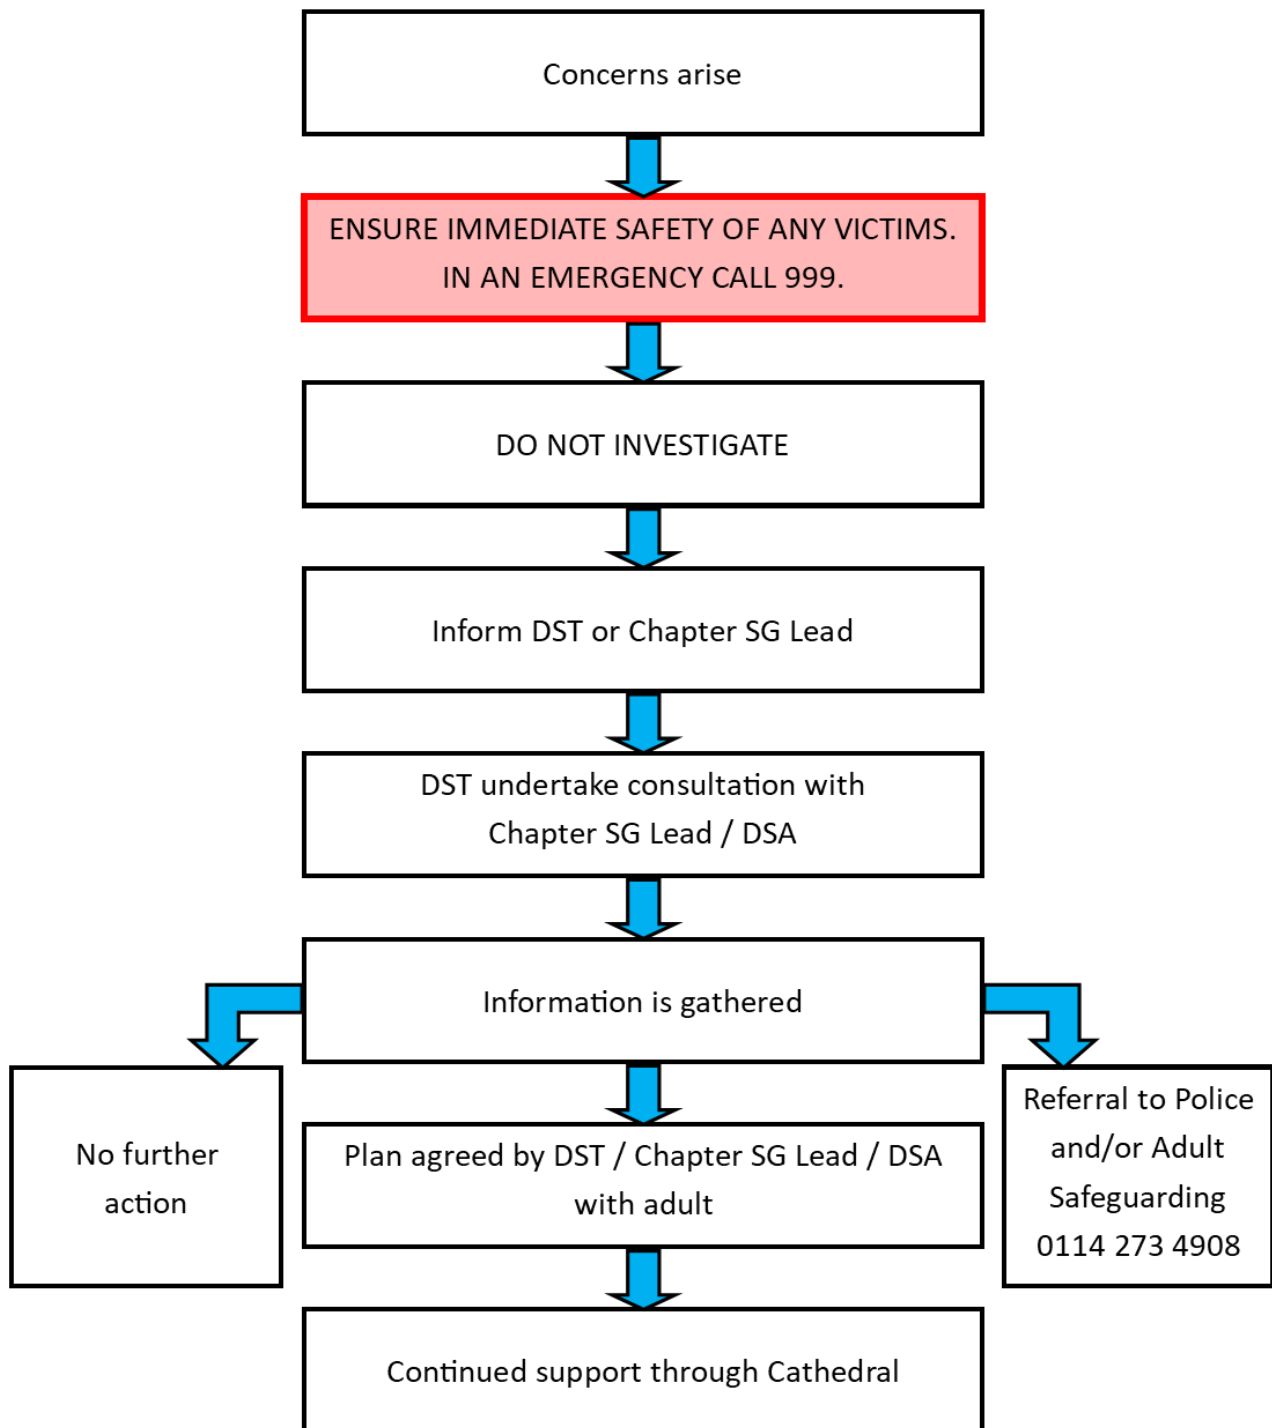 Concerns arise
ENSURE IMMEDIATE SAFETY OF ANY VICTIMS.
IN AN EMERGENCY CALL 999.
DO NOT INVESTIGATE
Inform DST or Chapter SG Lead
DST undertake consultation with
Chapter SG Lead / DSA
Information is gathered
No further
action
Plan agreed by DST / Chapter SG Lead / DSA
with adult
Referral to Police
and/or Adult
Safeguarding
0114 273 4908
Continued support through Cathedral